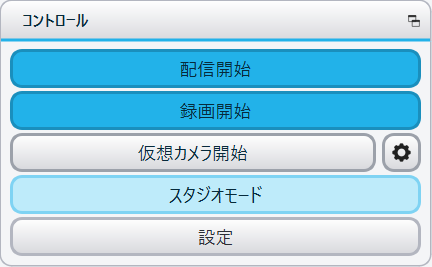 コントロール
配信開始
録画開始
仮想カメラ開始
スタジオモード
設定